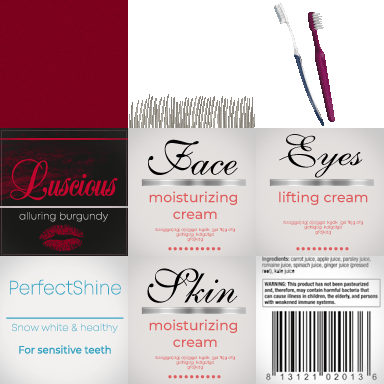 Luscious
alluring burgundy
Face
moisturizing
cream
Eyes
lifting cream
PerfectShine
Snow white & healthy
For sensitive teeth
Skin
moisturizing
cream
Ingredients: carrot juice, apple juice, parsley juice,
romaine juice, spinach juice, ginger juice (pressed
root), kale juice
WARNING: This product has not been pasteurized
and, therefore, may contain harmful bacteria that
can cause illness in children, the elderly, and persons
with weakened immune systems.
8 13121 02013 6